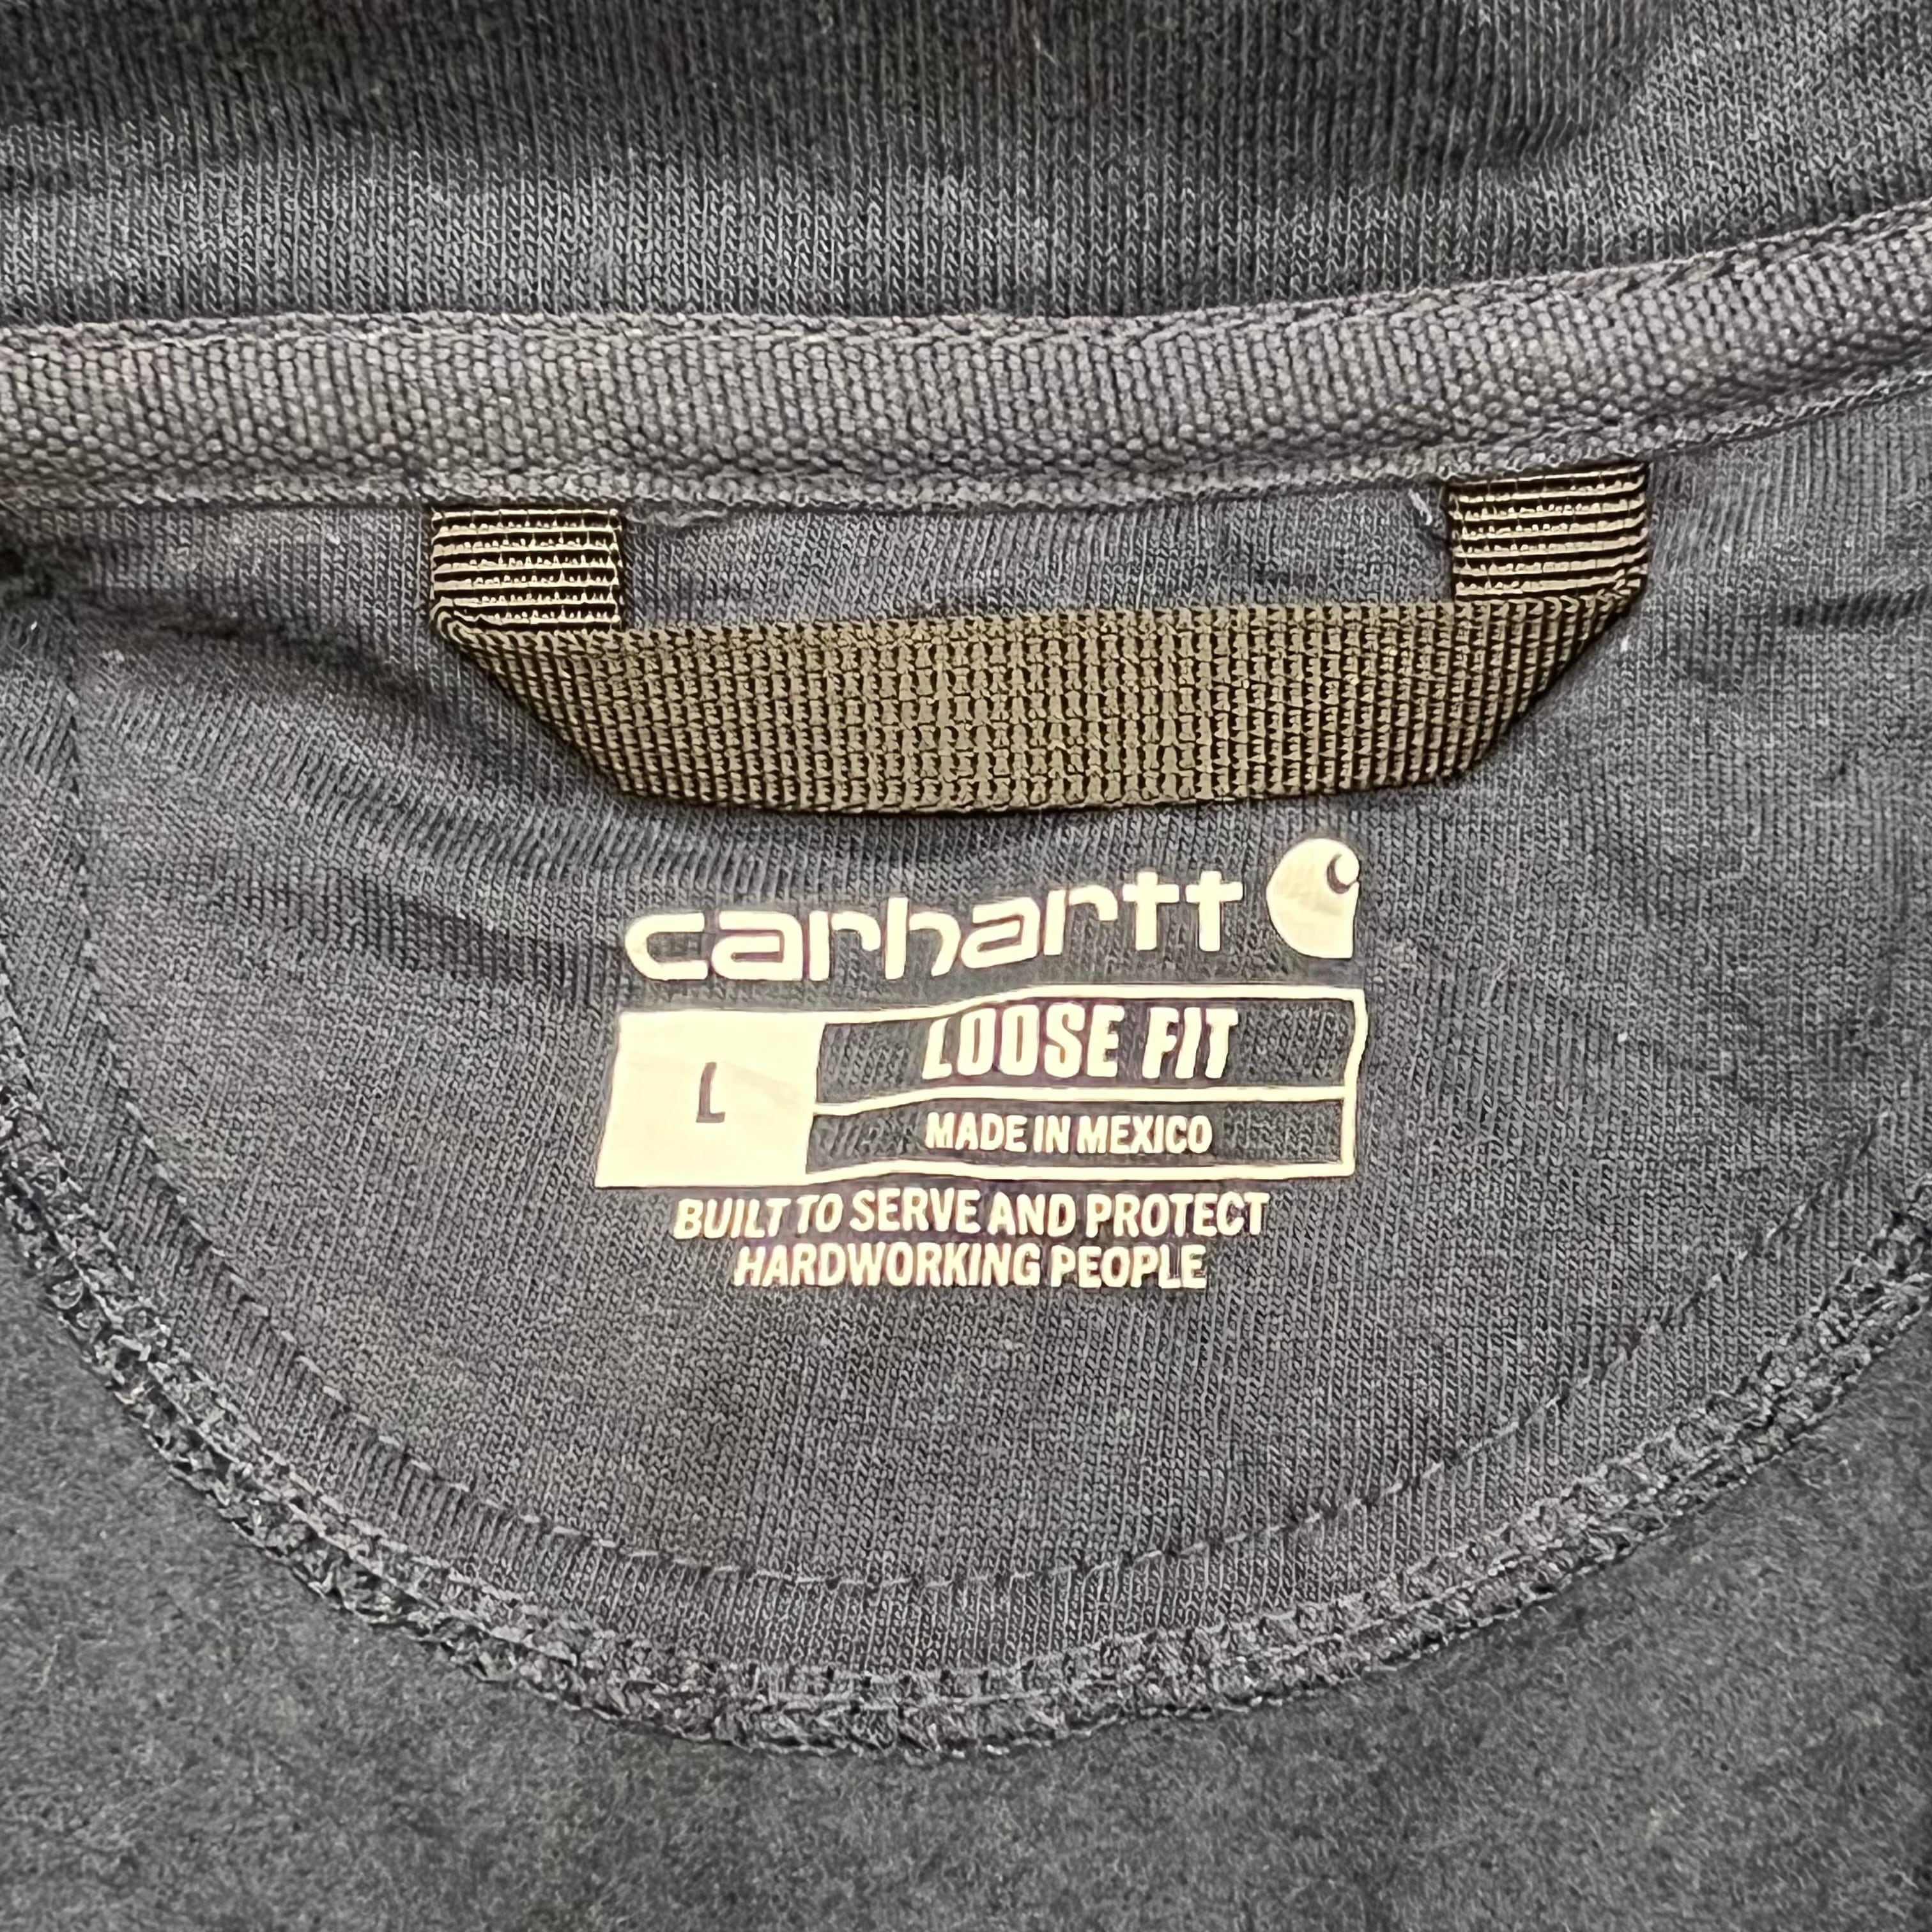 carhartt
L
LOOSE FIT
MADE IN MEXICO
BUILT TO SERVE AND PROTECT
HARDWORKING PEOPLE